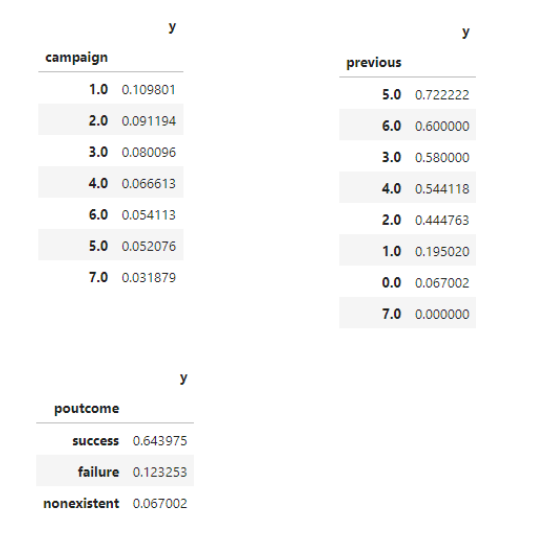 y
campaign
1.0 0.109801
2.0 0.091194
3.0 0.080096
4.0 0.066613
6.0 0.054113
5.0 0.052076
7.0 0.031879
y
previous
5.0 0.722222
6.0 0.600000
3.0 0.580000
4.0 0.544118
2.0 0.444763
1.0 0.195020
0.0 0.067002
7.0 0.000000
y
poutcome
success 0.643975
failure 0.123253
nonexistent 0.067002